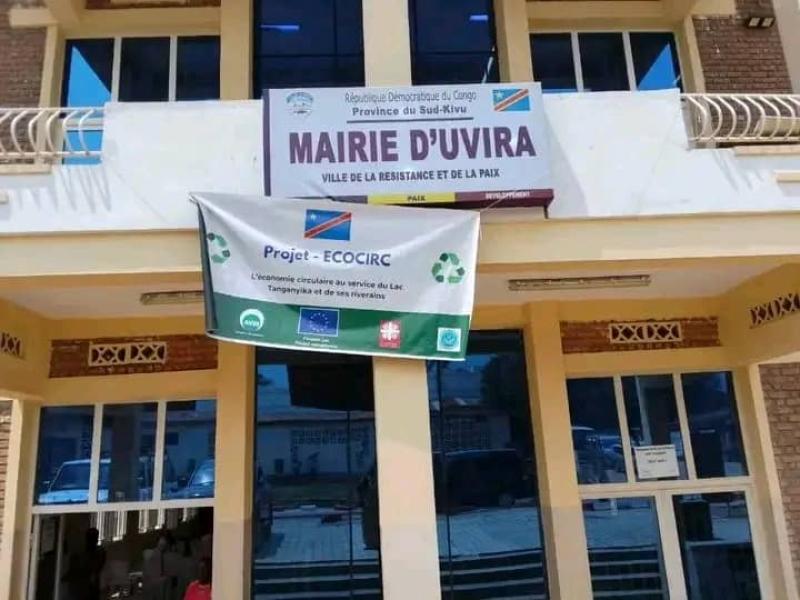 République Démocratique du Congo
Province du Sud-Kivu
MAIRIE D'UVIRA
VILLE DE LA RESISTANCE ET DE LA PAIX
PAIX
DEVELOPPEMENT
Projet - ECOCIRC
L'économie circulaire au service du Lac
Tanganyika et de ses riverains